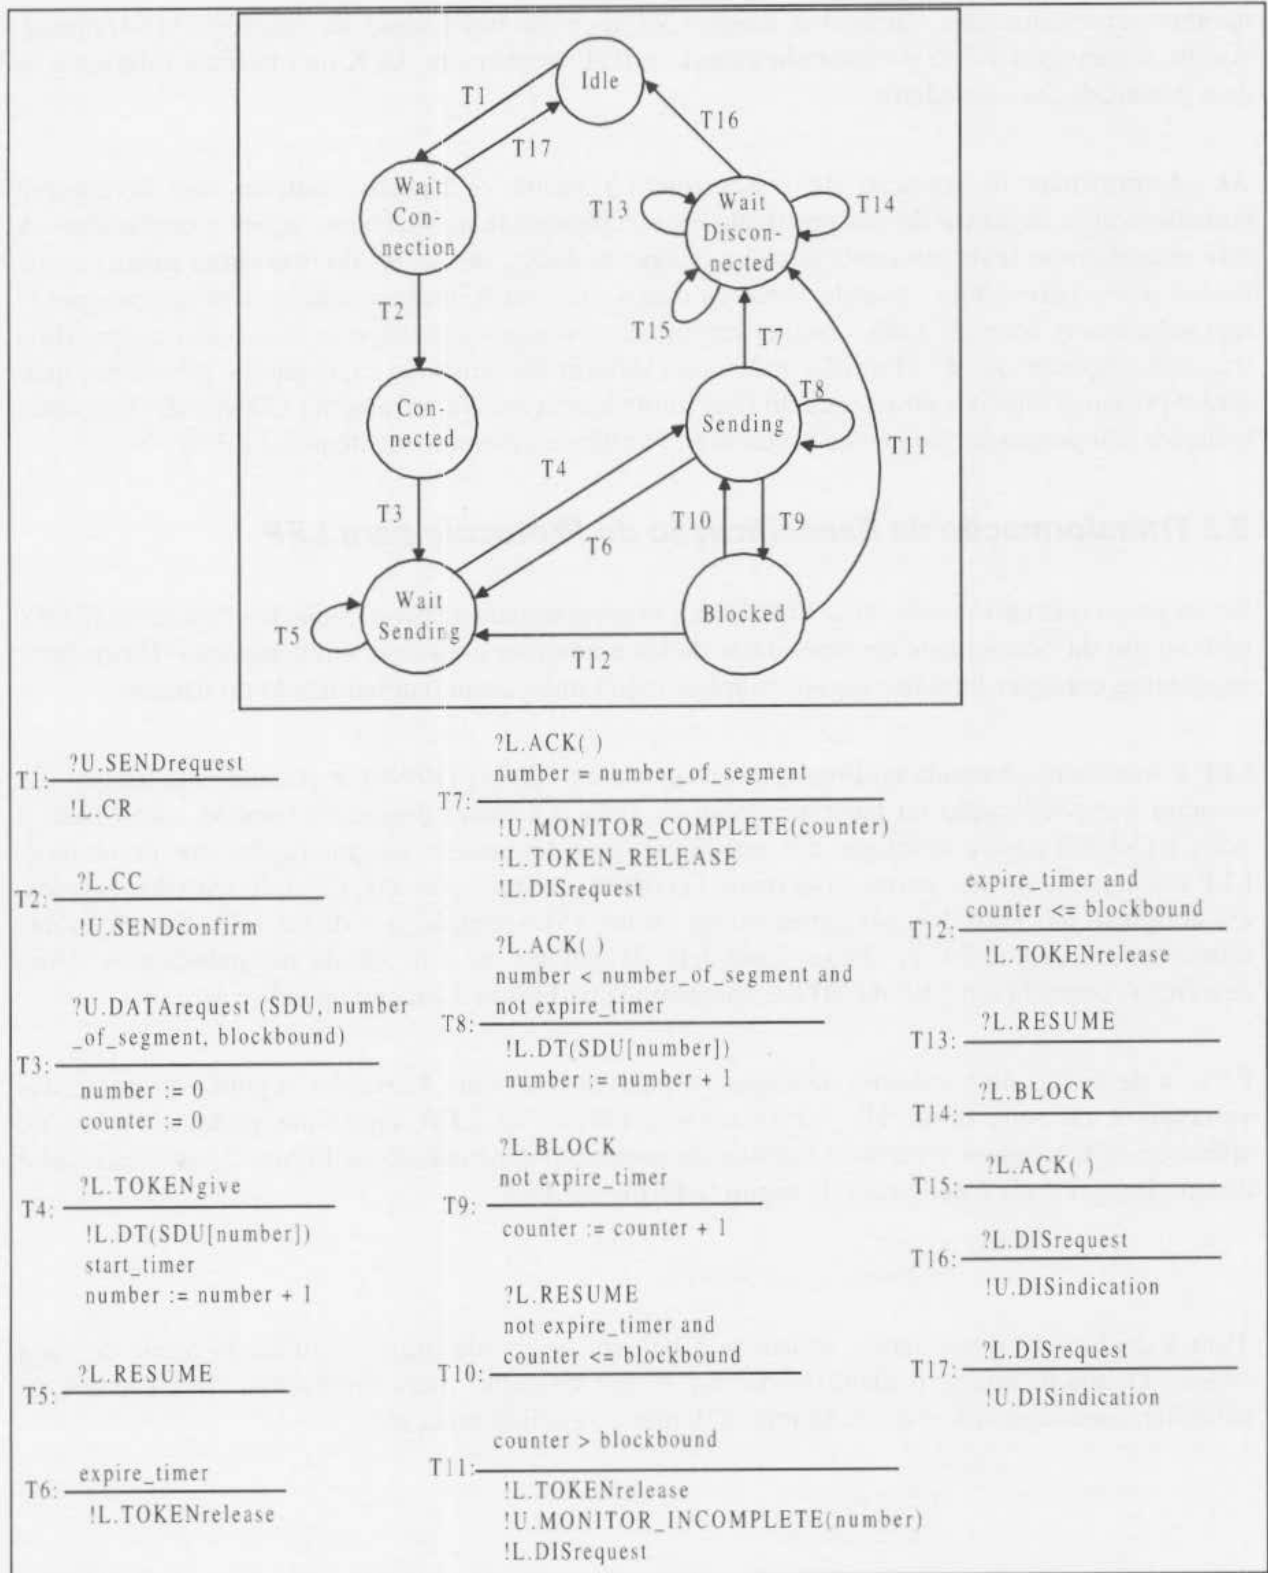 Idle
T1
T17
T16
Wait
Con-
nection
T13
Wait
Discon-
nected
T14
T2
T15
T7
Con-
nected
T8
Sending
T4
T11
T3
T10
T9
T6
Wait
Sending
Blocked
T5
T12
T1:
?U.SENDrequest
!L.CR
T2:
?L.CC
!U.SENDconfirm
T3:
?U.DATArequest (SDU, number
_of_segment, blockbound)
number := 0
counter := 0
T4:
?L.TOKENgive
!L.DT(SDU[number])
start_timer
number := number + 1
T5:
?L.RESUME
T6:
expire_timer
!L.TOKENrelease
T7:
?L.ACK( )
number = number_of_segment
!U.MONITOR_COMPLETE(counter)
!L.TOKEN_RELEASE
!L.DISrequest
T8:
?L.ACK( )
number < number_of_segment and
not expire_timer
!L.DT(SDU[number])
number := number + 1
T9:
?L.BLOCK
not expire_timer
counter := counter + 1
T10:
?L.RESUME
not expire_timer and
counter <= blockbound
T11:
counter > blockbound
!L.TOKENrelease
!U.MONITOR_INCOMPLETE(number)
!L.DISrequest
T12:
expire_timer and
counter <= blockbound
!L.TOKENrelease
T13:
?L.RESUME
T14:
?L.BLOCK
T15:
?L.ACK( )
T16:
?L.DISrequest
!U.DISindication
T17:
?L.DISrequest
!U.DISindication